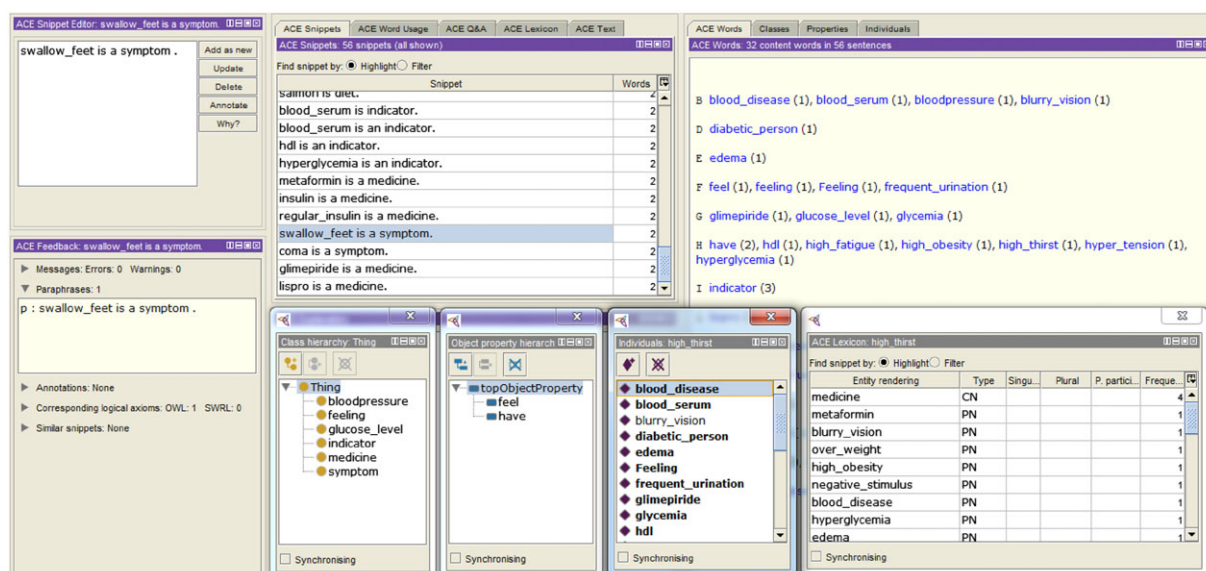 ACE Snippet Editor: swallow_feet is a symptom.
swallow_feet is a symptom .
Add as new
Update
Delete
Annotate
Why?
ACE Feedback: swallow_feet is a symptom.
Messages: Errors: 0 Warnings: 0
Paraphrases: 1
p : swallow_feet is a symptom .
Annotations: None
Corresponding logical axioms: OWL: 1 SWRL: 0
Similar snippets: None
ACE Snippets ACE Word Usage ACE Q&A ACE Lexicon ACE Text
ACE Snippets: 56 snippets (all shown)
Find snippet by: Highlight Filter
Snippet Words
salmon is diet. 2
blood_serum is indicator. 2
blood_serum is an indicator. 2
hdl is an indicator. 2
hyperglycemia is an indicator. 2
metaformin is a medicine. 2
insulin is a medicine. 2
regular_insulin is a medicine. 2
swallow_feet is a symptom. 2
coma is a symptom. 2
glimepiride is a medicine. 2
lispro is a medicine. 2
ACE Words Classes Properties Individuals
ACE Words: 32 content words in 56 sentences
B blood_disease (1), blood_serum (1), bloodpressure (1), blurry_vision (1)
D diabetic_person (1)
E edema (1)
F feel (1), feeling (1), Feeling (1), frequent_urination (1)
G glimepiride (1), glucose_level (1), glycemia (1)
H have (2), hdl (1), high_fatigue (1), high_obesity (1), high_thirst (1), hyper_tension (1),
hyperglycemia (1)
I indicator (3)
Class hierarchy: Thing
Thing
bloodpressure
feeling
glucose_level
indicator
medicine
symptom
Synchronising
Object property hierarch
topObjectProperty
feel
have
Synchronising
Individuals: high_thirst
blood_disease
blood_serum
blurry_vision
diabetic_person
edema
Feeling
frequent_urination
glimepiride
glycemia
hdl
Synchronising
ACE Lexicon: high_thirst
Find snippet by: Highlight Filter
Entity rendering Type Singu... Plural P. partici... Freque...
medicine CN 4
metaformin PN 1
blurry_vision PN 1
over_weight PN 1
high_obesity PN 1
negative_stimulus PN 1
blood_disease PN 1
hyperglycemia PN 1
edema PN 1
Synchronising